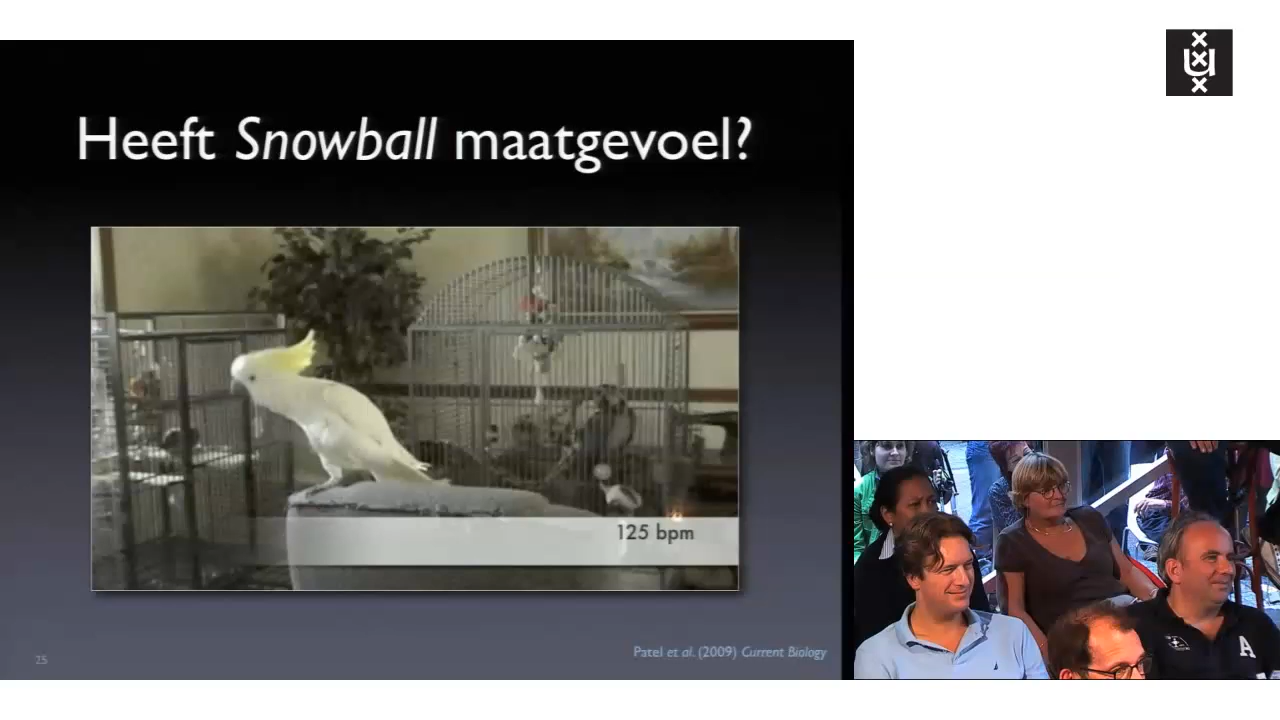 Heeft Snowball maatgevoel?
125 bpm
25
Patel et al. (2009) Current Biology
U
A